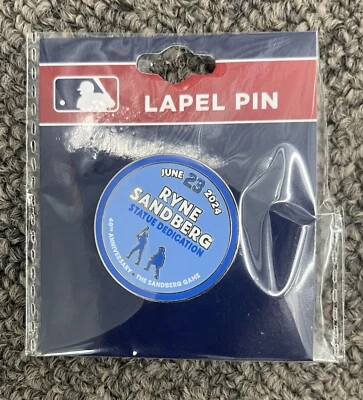 LAPEL PIN
JUNE 23 2024
RYNE
SANDBERG
STATUE DEDICATION
40TH ANNIVERSARY - THE SANDBERG GAME